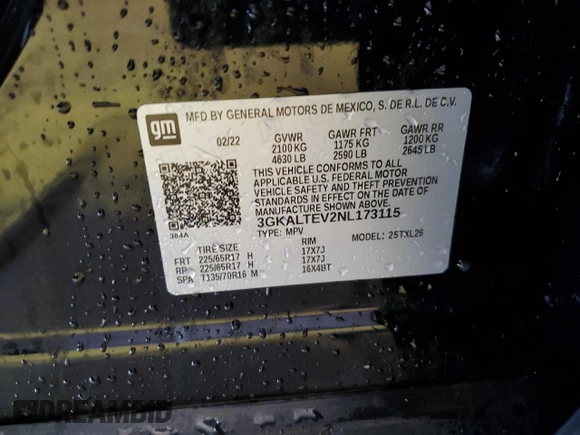 gm
MFD BY GENERAL MOTORS DE MEXICO, S. DE R.L. DE C.V.
02/22 GVWR GAWR FRT GAWR RR
2100 KG 1175 KG 1200 KG
4630 LB 2590 LB 2645 LB
THIS VEHICLE CONFORMS TO ALL
APPLICABLE U.S. FEDERAL MOTOR
VEHICLE SAFETY AND THEFT PREVENTION
STANDARDS IN EFFECT ON THE DATE OF
MANUFACTURE SHOWN ABOVE.
3GKALTEV2NL173115
384A
TYPE: MPV MODEL: 25TXL26
TIRE SIZE RIM
FRT 225/65R17 H 17X7J
RR 225/65R17 H 17X7J
SPA T135/70R16 M 16X4BT
DREAMBID